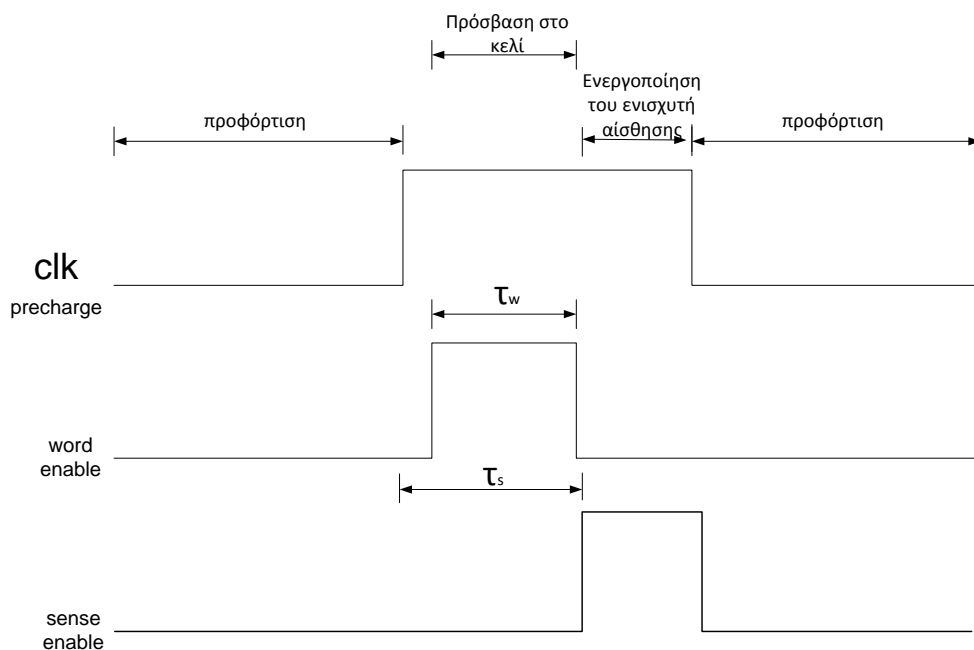 Πρόσβαση στο
κελί
Ενεργοποίηση
του ενισχυτή
αίσθησης
προφόρτιση
προφόρτιση
clk
precharge
τw
word
enable
τs
sense
enable